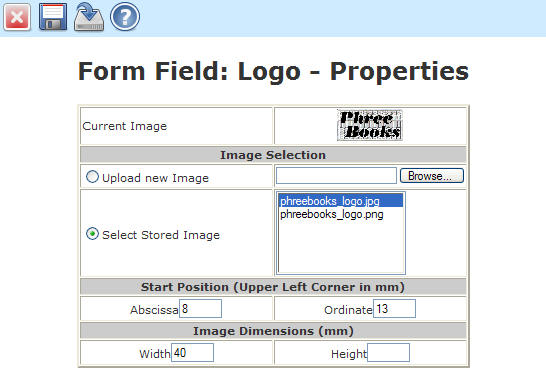 Form Field: Logo - Properties
Current Image
Phree
Books
Image Selection
Upload new Image
Browse...
Select Stored Image
phreebooks_logo.jpg
phreebooks_logo.png
Start Position (Upper Left Corner in mm)
Abscissa 8 Ordinate 13
Image Dimensions (mm)
Width 40 Height